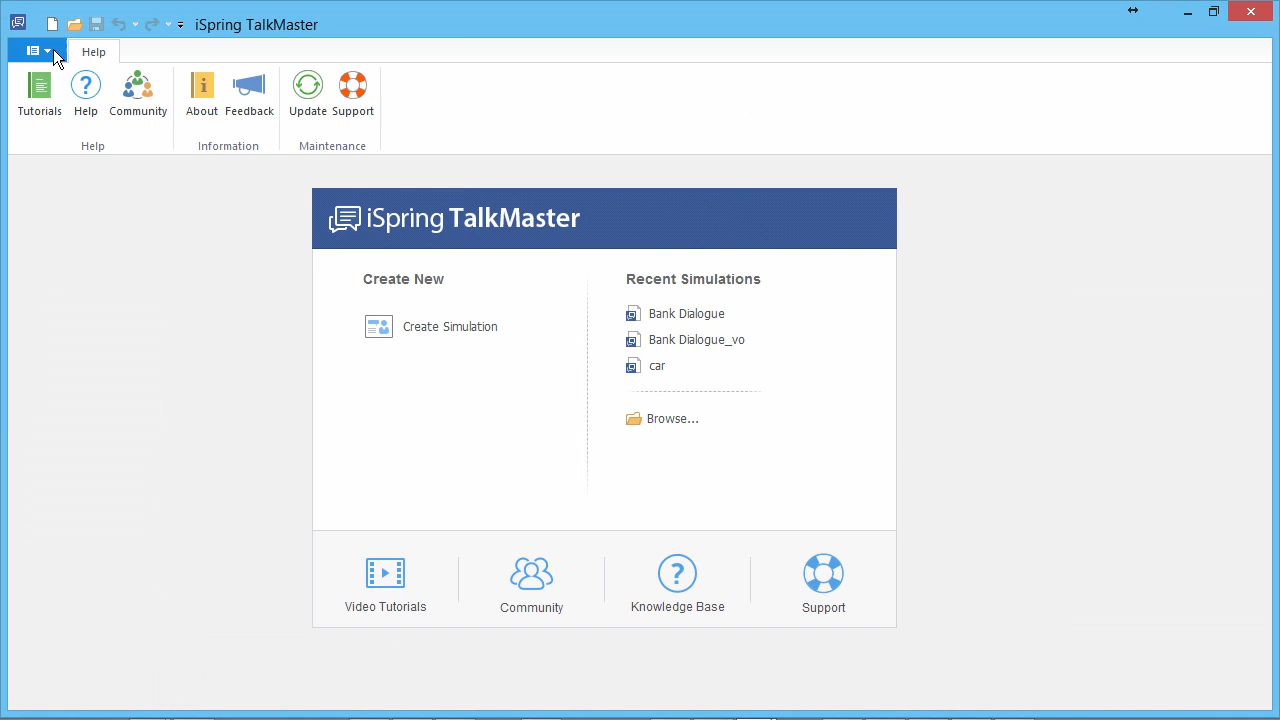 iSpring TalkMaster
Help
Tutorials
Help
Community
About
Feedback
Update
Support
Help
Information
Maintenance
iSpring TalkMaster
Create New
Create Simulation
Recent Simulations
Bank Dialogue
Bank Dialogue_vo
car
Browse...
Video Tutorials
Community
Knowledge Base
Support